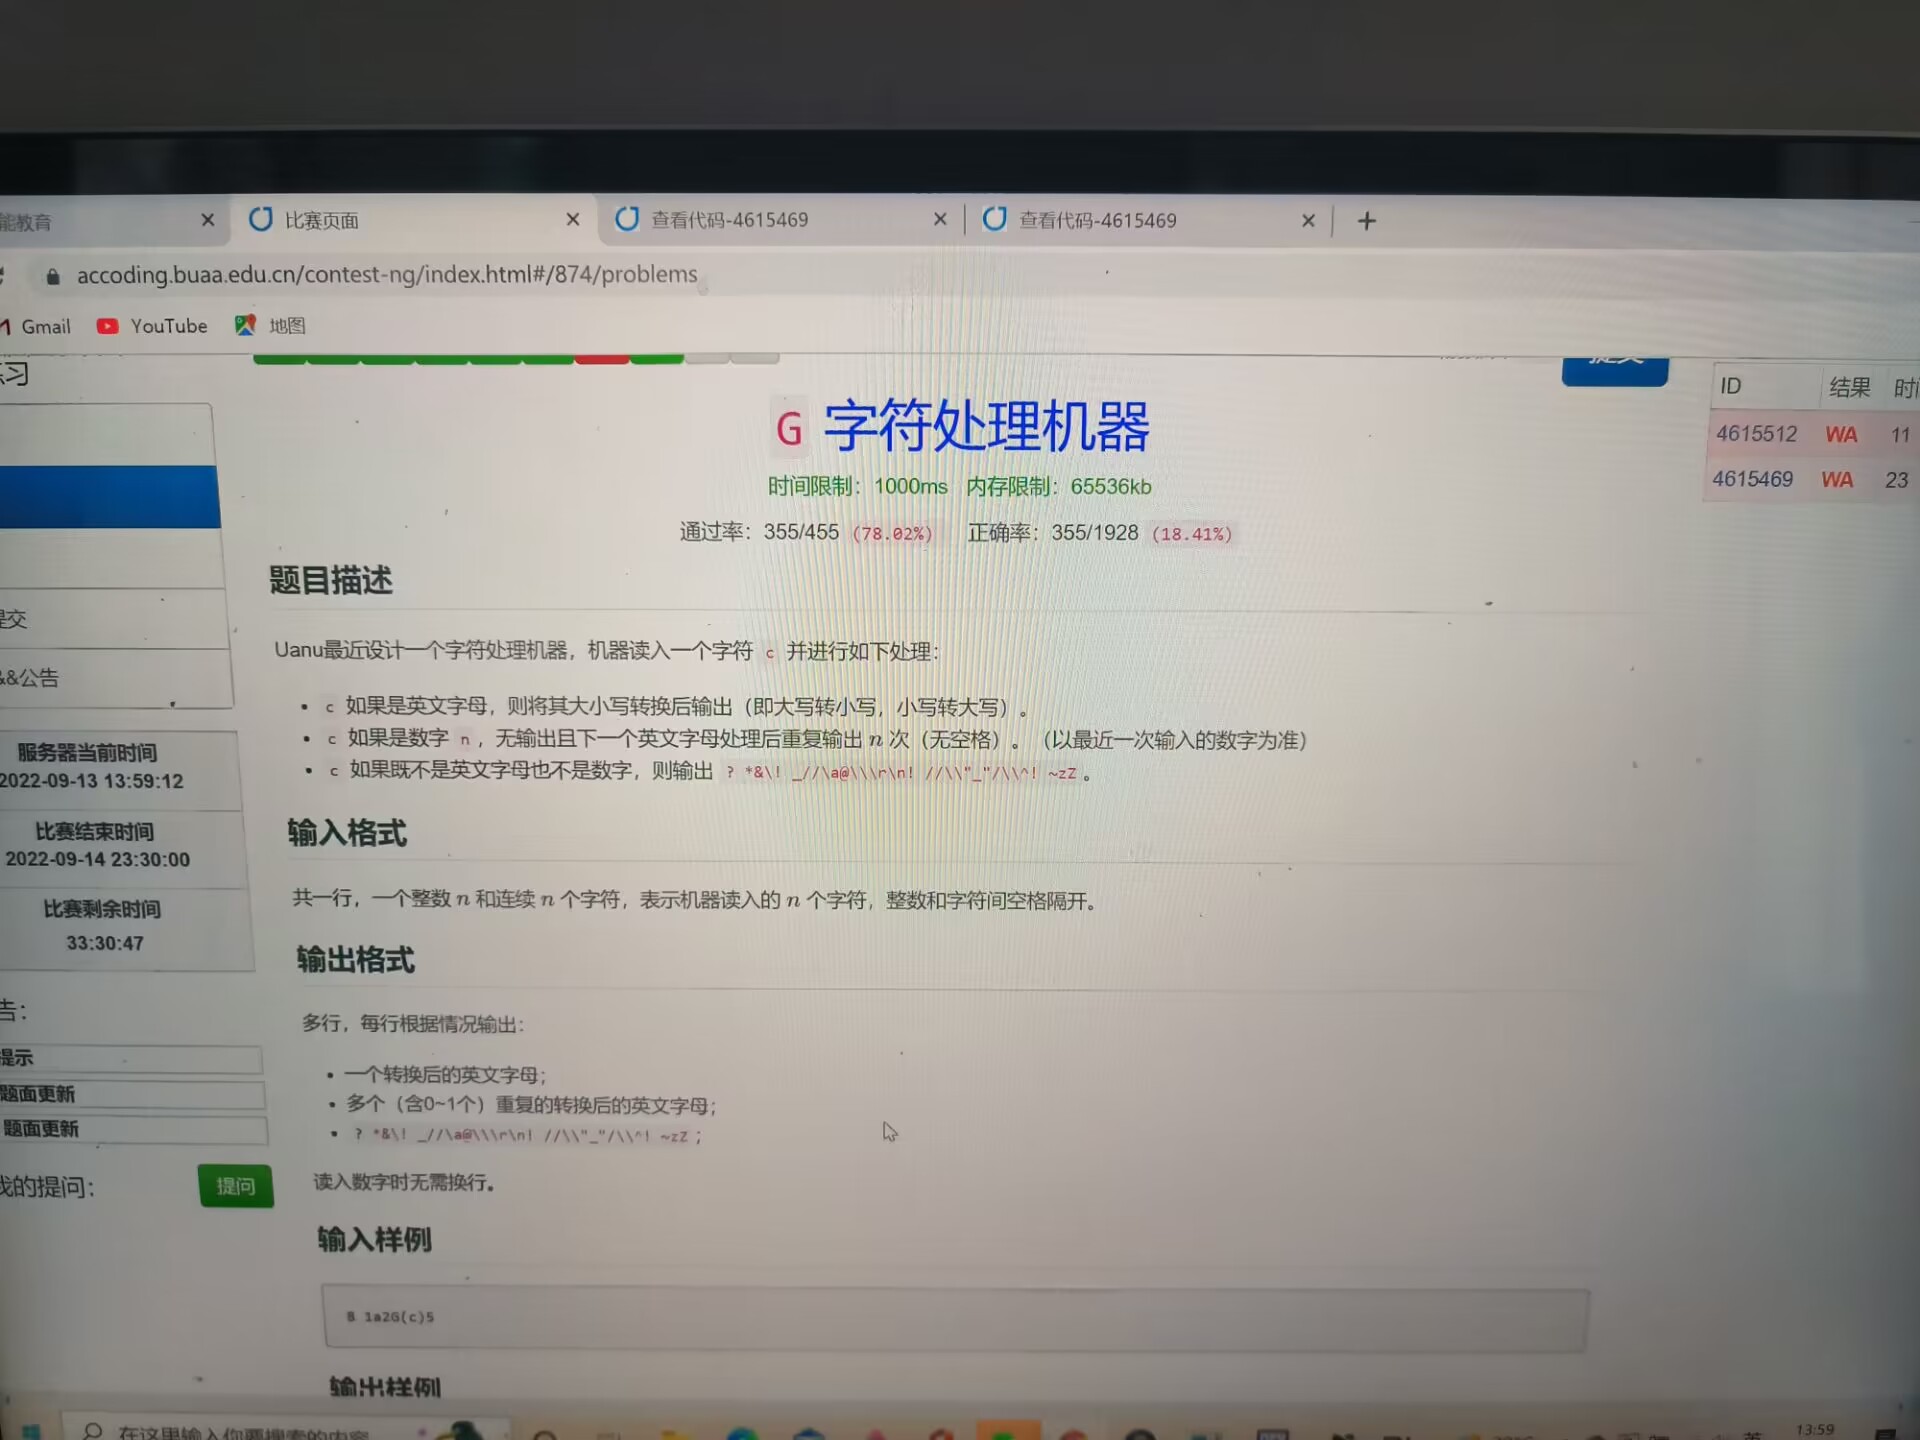 能教育
比赛页面
查看代码-4615469
查看代码-4615469
accoding.buaa.edu.cn/contest-ng/index.html#/874/problems
Gmail
YouTube
地图
习
提交
ID 结果 时间
4615512 WA 11
4615469 WA 23
G 字符处理机器
时间限制：1000ms 内存限制：65536kb
通过率：355/455 (78.02%) 正确率：355/1928 (18.41%)
题目描述
Uanu最近设计一个字符处理机器，机器读入一个字符 c 并进行如下处理：
• c 如果是英文字母，则将其大小写转换后输出（即大写转小写，小写转大写）。
• c 如果是数字 n ，无输出且下一个英文字母处理后重复输出 n 次（无空格）。（以最近一次输入的数字为准）
• c 如果既不是英文字母也不是数字，则输出 ? *&\! _//\a@\\\r\n! //\\"_"/\\^! ~zZ 。
输入格式
共一行，一个整数 n 和连续 n 个字符，表示机器读入的 n 个字符，整数和字符间空格隔开。
输出格式
多行，每行根据情况输出：
• 一个转换后的英文字母；
• 多个（含0~1个）重复的转换后的英文字母；
• ? *&\! _//\a@\\\r\n! //\\"_"/\\^! ~zZ ；
读入数字时无需换行。
输入样例
8 1a2G(c)5
输出样例
提交
&&公告
服务器当前时间
2022-09-13 13:59:12
比赛结束时间
2022-09-14 23:30:00
比赛剩余时间
33:30:47
告：
提示
题面更新
题面更新
我的提问：
提问
在这里输入你要搜索的内容
英
13:59